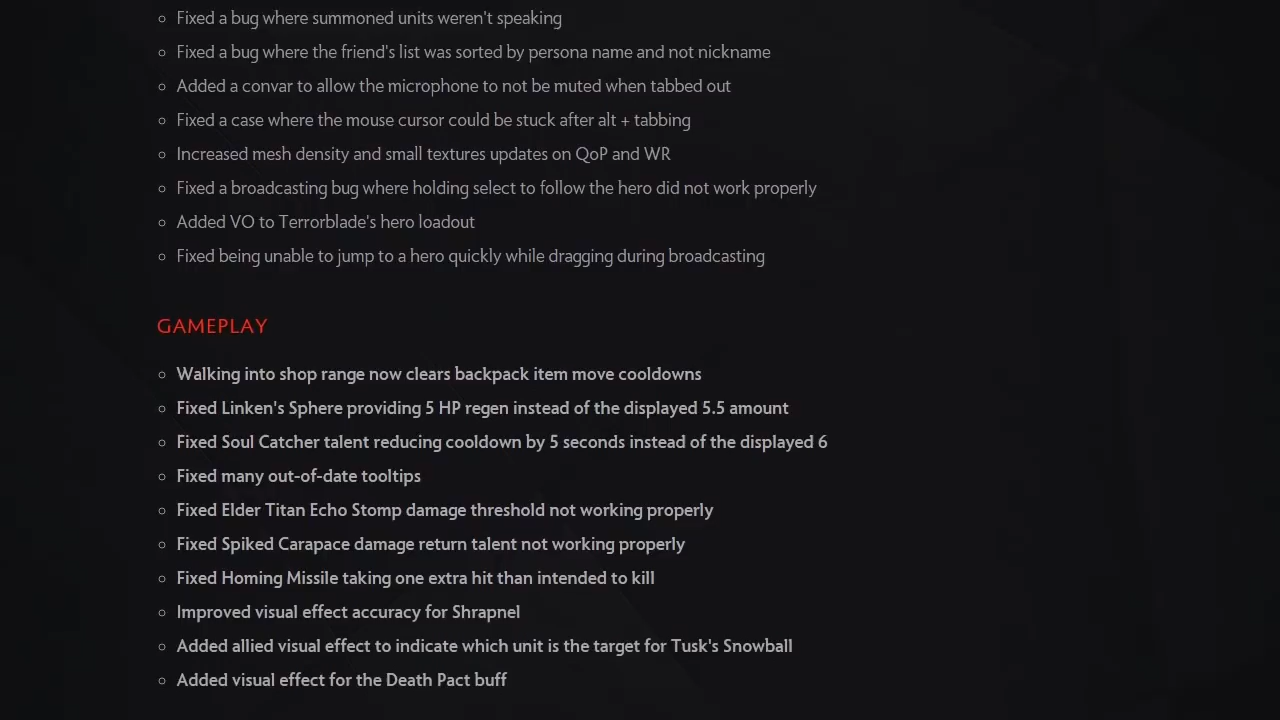 Fixed a bug where summoned units weren't speaking
Fixed a bug where the friend's list was sorted by persona name and not nickname
Added a convar to allow the microphone to not be muted when tabbed out
Fixed a case where the mouse cursor could be stuck after alt + tabbing
Increased mesh density and small textures updates on QoP and WR
Fixed a broadcasting bug where holding select to follow the hero did not work properly
Added VO to Terrorblade's hero loadout
Fixed being unable to jump to a hero quickly while dragging during broadcasting
GAMEPLAY
Walking into shop range now clears backpack item move cooldowns
Fixed Linken's Sphere providing 5 HP regen instead of the displayed 5.5 amount
Fixed Soul Catcher talent reducing cooldown by 5 seconds instead of the displayed 6
Fixed many out-of-date tooltips
Fixed Elder Titan Echo Stomp damage threshold not working properly
Fixed Spiked Carapace damage return talent not working properly
Fixed Homing Missile taking one extra hit than intended to kill
Improved visual effect accuracy for Shrapnel
Added allied visual effect to indicate which unit is the target for Tusk's Snowball
Added visual effect for the Death Pact buff